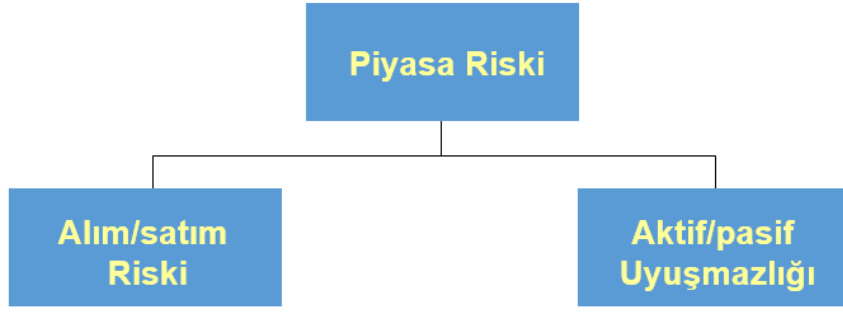 Piyasa Riski
Alım/satım
Riski
Aktif/pasif
Uyuşmazlığı